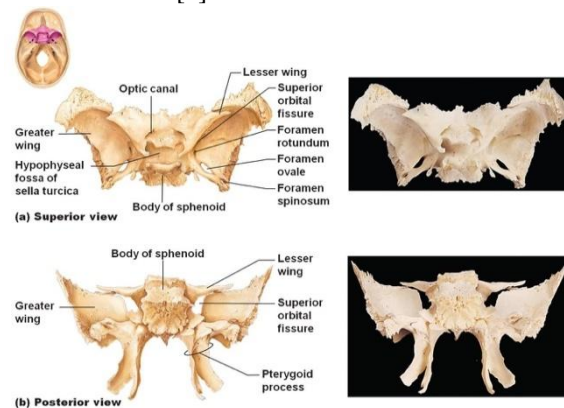 Lesser wing
Optic canal
Superior
orbital
fissure
Greater
wing
Foramen
rotundum
Hypophyseal
fossa of
sella turcica
Foramen
ovale
Foramen
spinosum
Body of sphenoid
(a) Superior view
Body of sphenoid
Lesser
wing
Greater
wing
Superior
orbital
fissure
Pterygoid
process
(b) Posterior view